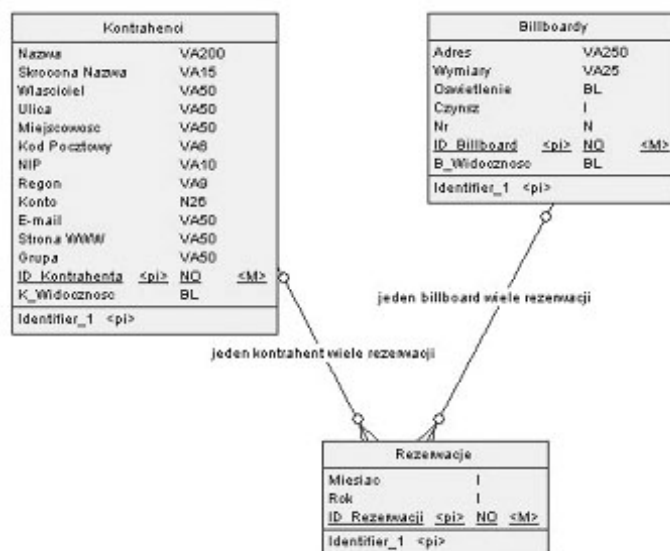 Kontrahenci
Nazwa VA200
Skrocona Nazwa VA15
Wlasciciel VA50
Ulica VA50
Miejscowosc VA50
Kod Pocztowy VA6
NIP VA10
Regon VA9
Konto N26
E-mail VA50
Strona WWW VA50
Grupa VA50
ID_Kontrahenta <pi> NO <M>
K_Widocznosc BL
Identifier_1 <pi>
Billboardy
Adres VA250
Wymiary VA25
Oswietlenie BL
Czynsz I
Nr N
ID_Billboard <pi> NO <M>
B_Widocznosc BL
Identifier_1 <pi>
jeden billboard wiele rezerwacji
jeden kontrahent wiele rezerwacji
Rezerwacje
Miesiac I
Rok I
ID_Rezerwacji <pi> NO <M>
Identifier_1 <pi>